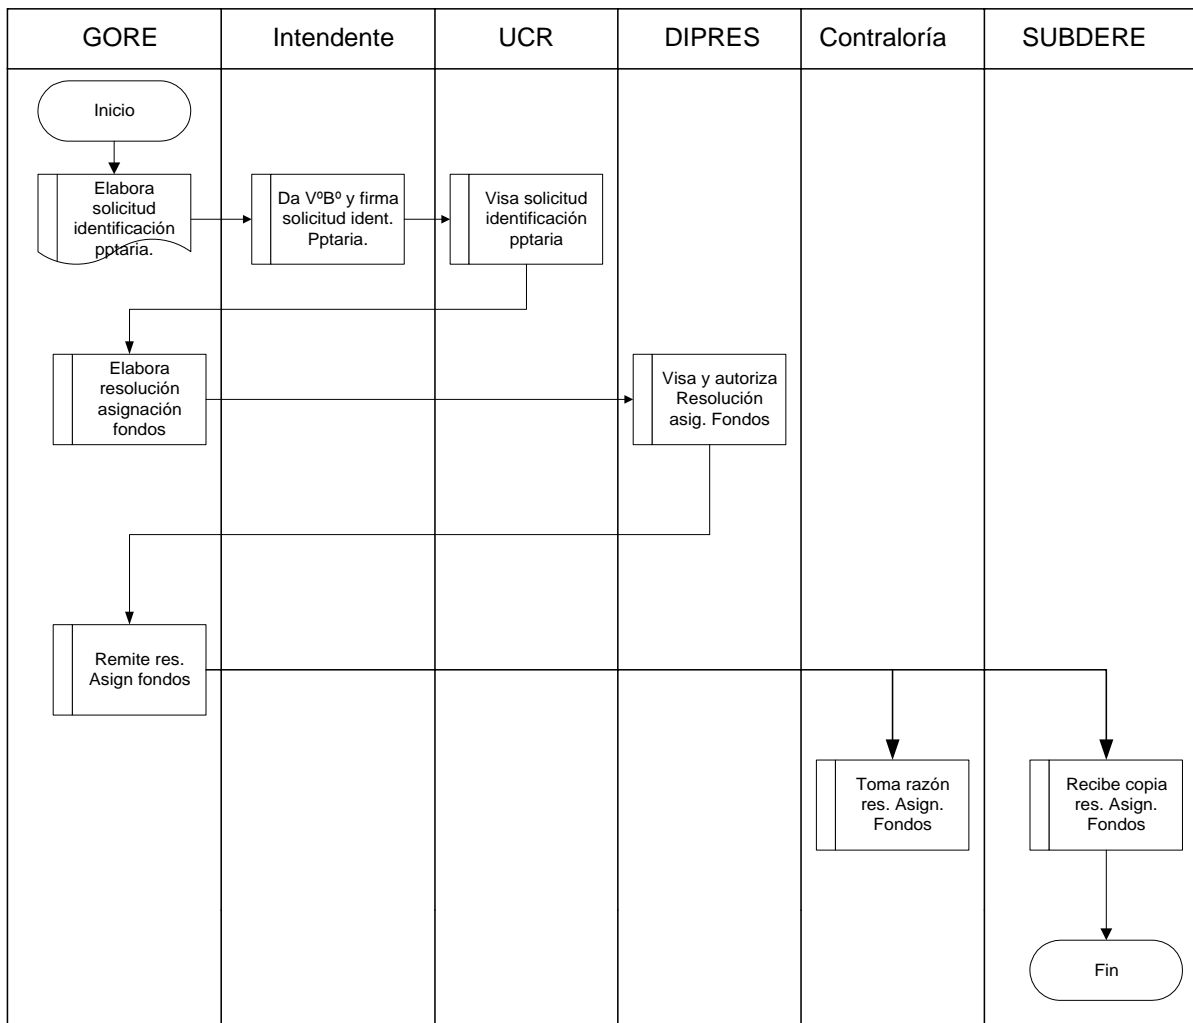 GORE
Intendente
UCR
DIPRES
Contraloría
SUBDERE
Inicio
Elabora
solicitud
identificación
pptaria.
Da VºBº y firma
solicitud ident.
Pptaria.
Visa solicitud
identificación
pptaria
Elabora
resolución
asignación
fondos
Visa y autoriza
Resolución
asig. Fondos
Remite res.
Asign fondos
Toma razón
res. Asign.
Fondos
Recibe copia
res. Asign.
Fondos
Fin